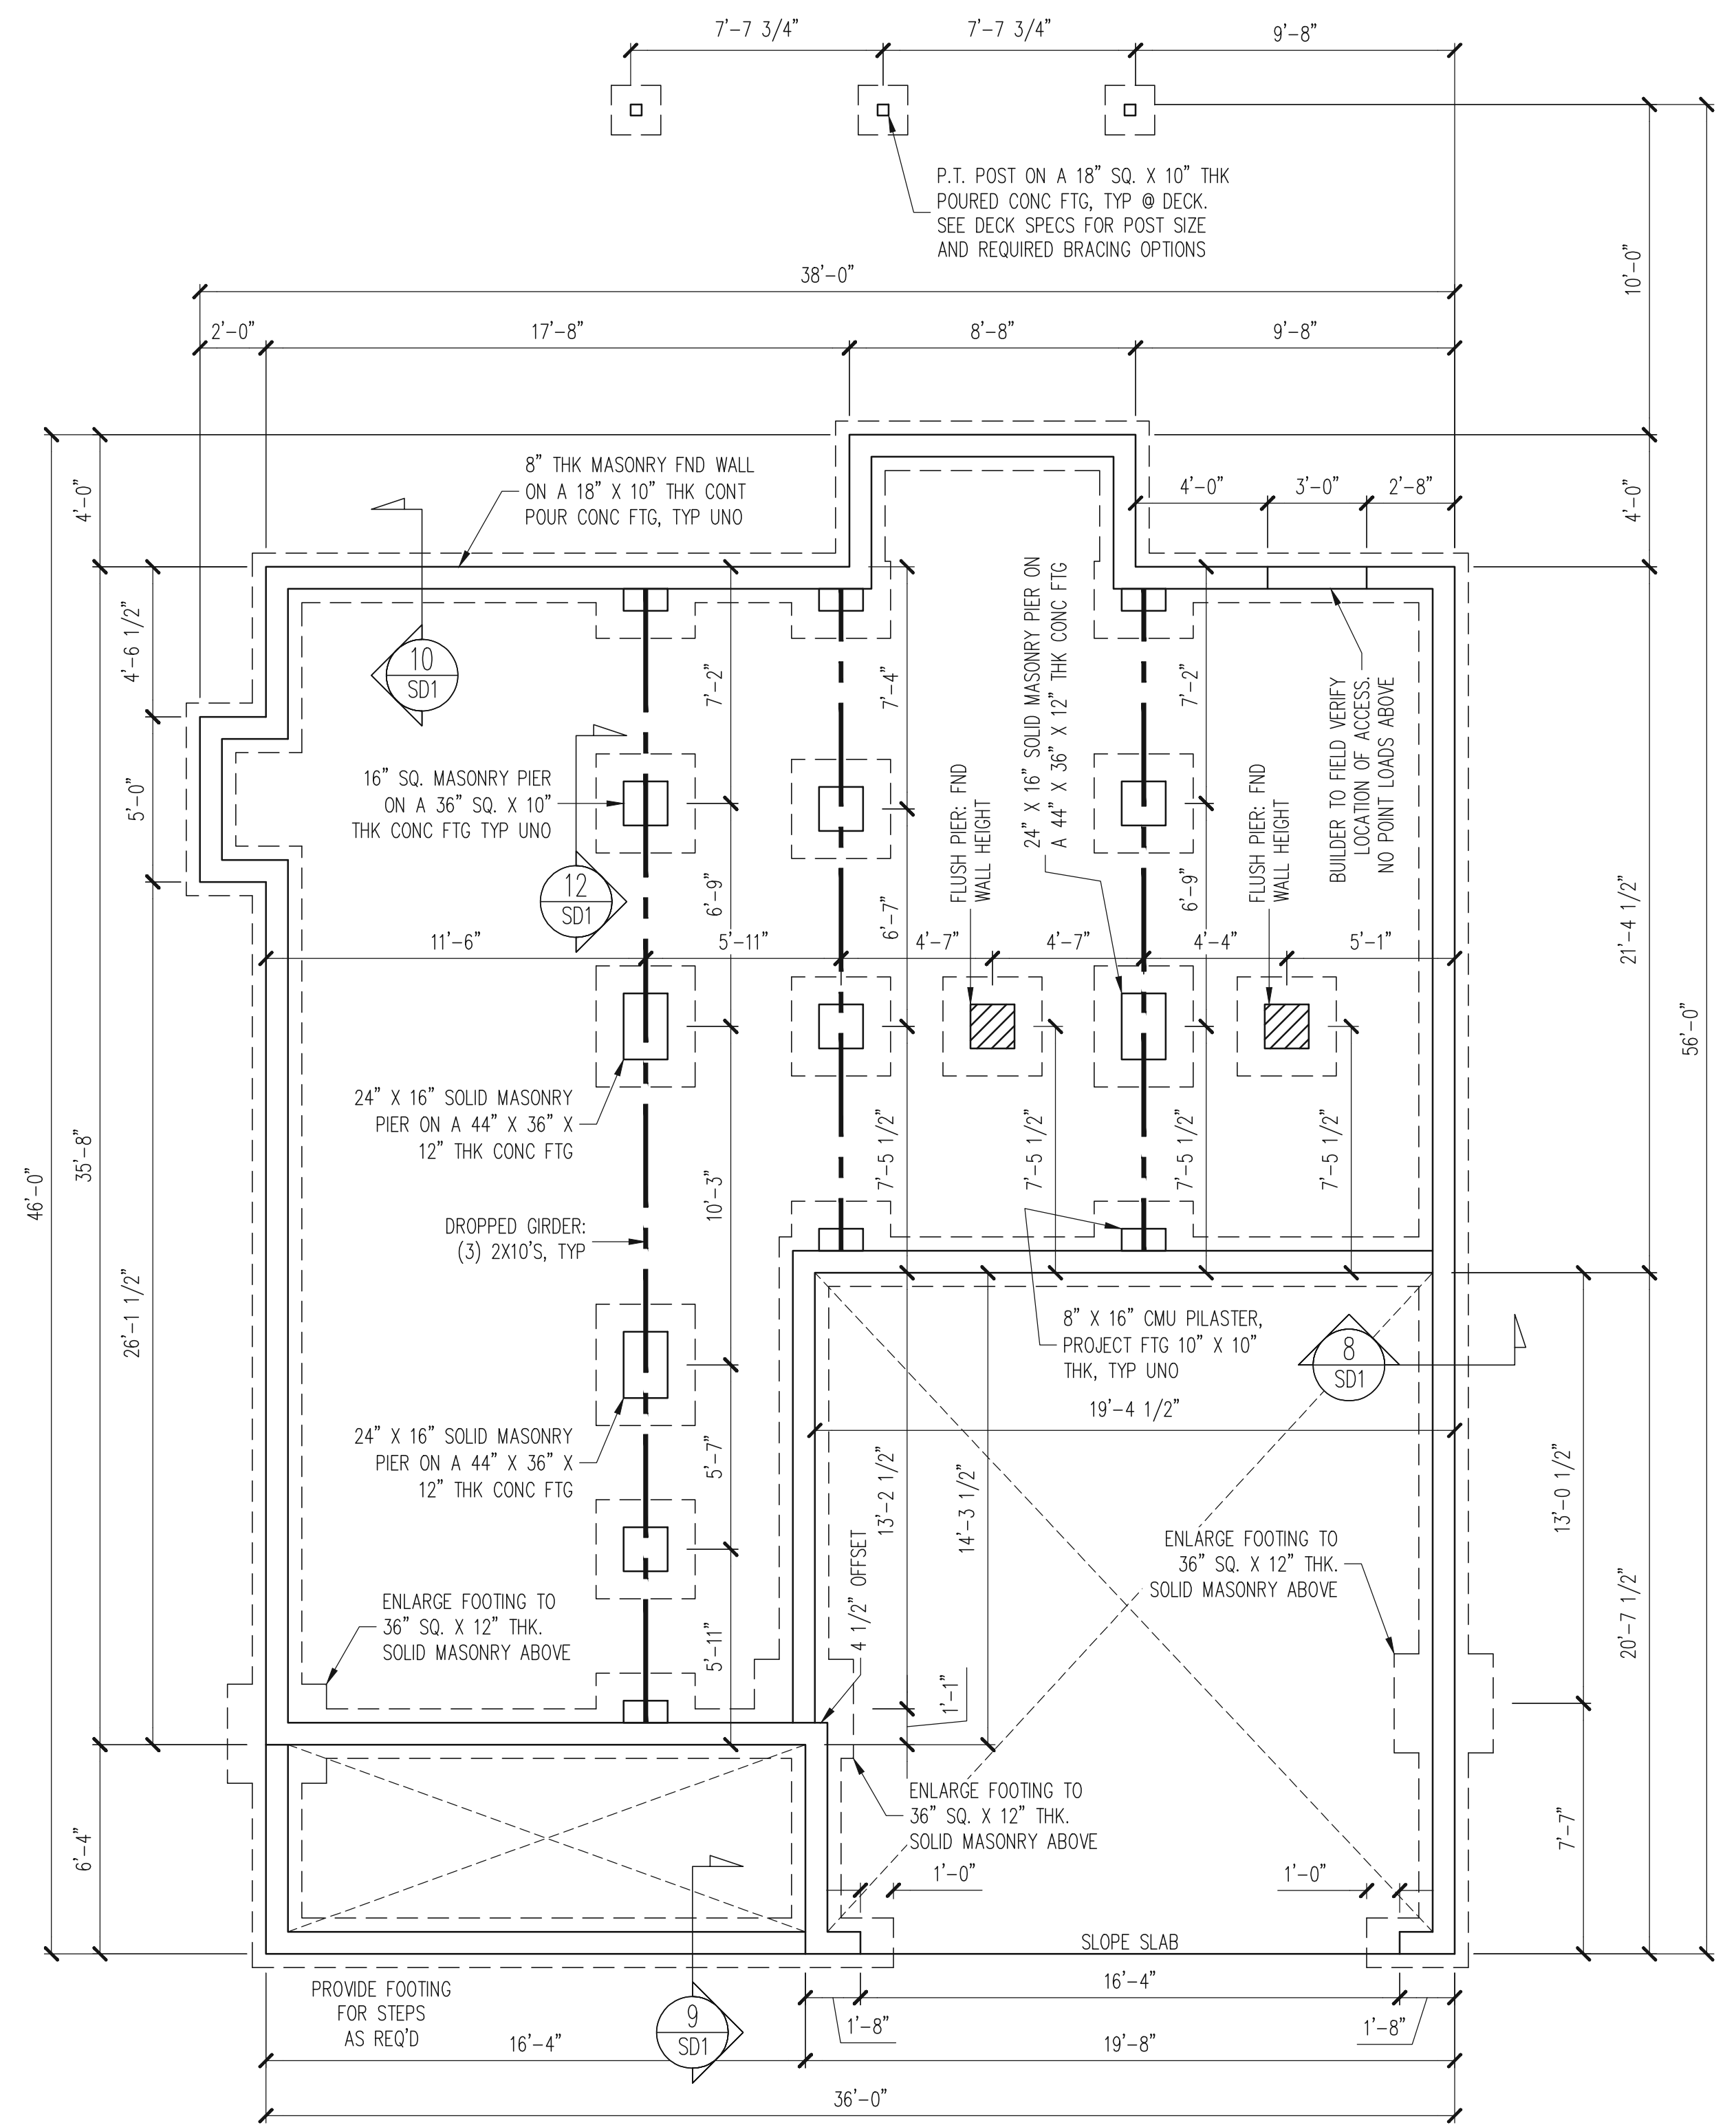 7'-7 3/4"
7'-7 3/4"
9'-8"
P.T. POST ON A 18" SQ. X 10" THK
POURED CONC FTG, TYP @ DECK.
SEE DECK SPECS FOR POST SIZE
AND REQUIRED BRACING OPTIONS
10'-0"
38'-0"
2'-0"
17'-8"
8'-8"
9'-8"
8" THK MASONRY FND WALL
ON A 18" X 10" THK CONT
POUR CONC FTG, TYP UNO
4'-0"
4'-0"
3'-0"
2'-8"
4'-0"
4'-6 1/2"
5'-0"
10
SD1
7'-2"
7'-4"
24" X 16" SOLID MASONRY PIER ON
A 44" X 36" X 12" THK CONC FTG
7'-2"
BUILDER TO FIELD VERIFY
LOCATION OF ACCESS.
NO POINT LOADS ABOVE
16" SQ. MASONRY PIER
ON A 36" SQ. X 10"
THK CONC FTG TYP UNO
FLUSH PIER: FND
WALL HEIGHT
FLUSH PIER: FND
WALL HEIGHT
12
SD1
6'-9"
6'-7"
6'-9"
11'-6"
5'-11"
4'-7"
4'-7"
4'-4"
5'-1"
21'-4 1/2"
56'-0"
24" X 16" SOLID MASONRY
PIER ON A 44" X 36" X
12" THK CONC FTG
46'-0"
35'-8"
26'-1 1/2"
10'-3"
7'-5 1/2"
7'-5 1/2"
7'-5 1/2"
7'-5 1/2"
DROPPED GIRDER:
(3) 2X10'S, TYP
8" X 16" CMU PILASTER,
PROJECT FTG 10" X 10"
THK, TYP UNO
8
SD1
19'-4 1/2"
24" X 16" SOLID MASONRY
PIER ON A 44" X 36" X
12" THK CONC FTG
5'-7"
13'-2 1/2"
14'-3 1/2"
13'-0 1/2"
20'-7 1/2"
4 1/2" OFFSET
ENLARGE FOOTING TO
36" SQ. X 12" THK.
SOLID MASONRY ABOVE
ENLARGE FOOTING TO
36" SQ. X 12" THK.
SOLID MASONRY ABOVE
5'-11"
1'-1"
ENLARGE FOOTING TO
36" SQ. X 12" THK.
SOLID MASONRY ABOVE
6'-4"
7'-7"
1'-0"
1'-0"
SLOPE SLAB
PROVIDE FOOTING
FOR STEPS
AS REQ'D
9
SD1
16'-4"
1'-8"
1'-8"
16'-4"
19'-8"
36'-0"